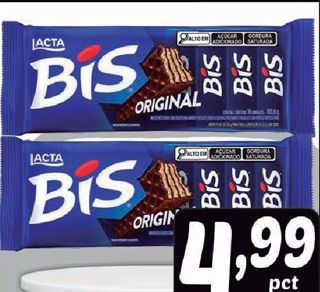 LACTA
BIS
ORIGINAL
ALTO EM
AÇÚCAR ADICIONADO
GORDURA SATURADA
BIS
BIS
BIS
LACTA
BIS
ORIGIN
ALTO EM
AÇÚCAR ADICIONADO
GORDURA SATURADA
BIS
BIS
BIS
4,99
pct